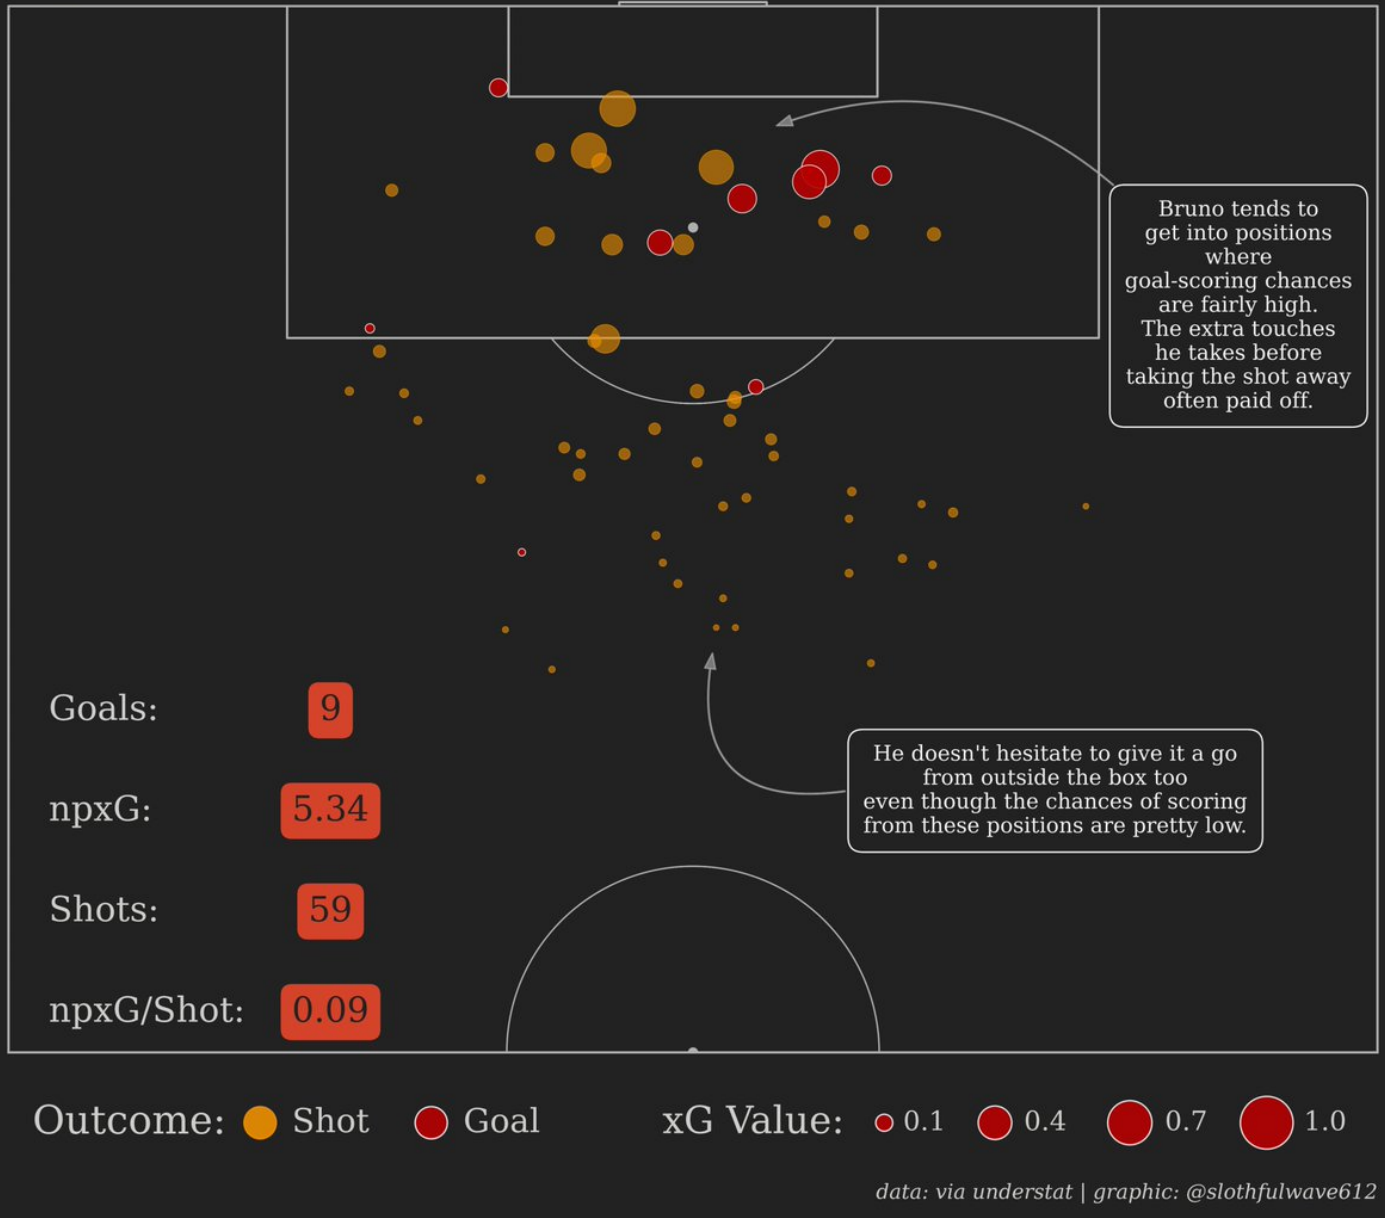 Bruno tends to
get into positions
where
goal-scoring chances
are fairly high.
The extra touches
he takes before
taking the shot away
often paid off.
Goals: 9
npxG: 5.34
Shots: 59
npxG/Shot: 0.09
He doesn't hesitate to give it a go
from outside the box too
even though the chances of scoring
from these positions are pretty low.
Outcome: Shot Goal xG Value: 0.1 0.4 0.7 1.0
data: via understat | graphic: @slothfulwave612